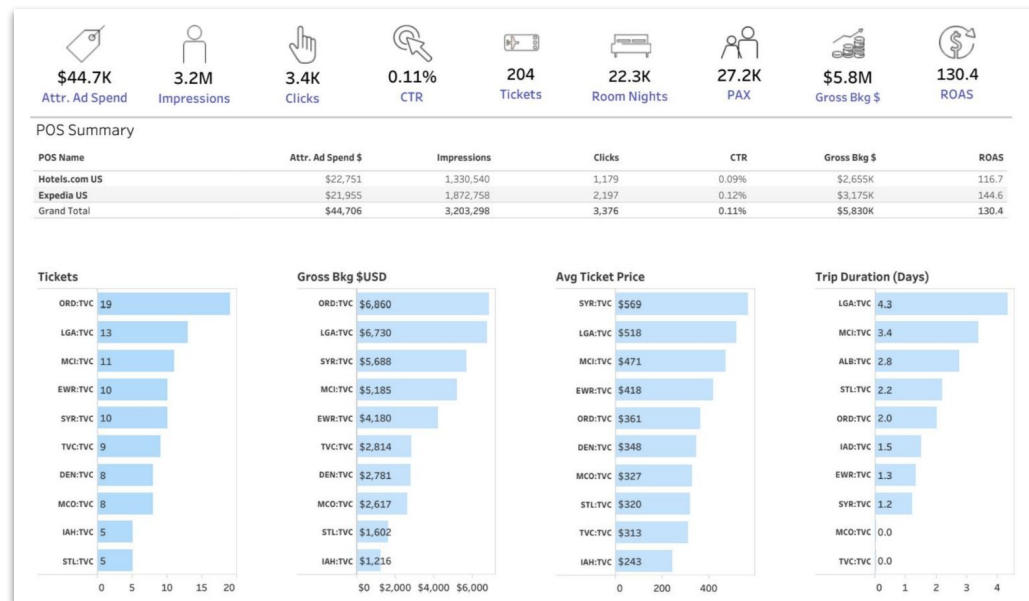 $44.7K 3.2M 3.4K 0.11% 204 22.3K 27.2K $5.8M 130.4
Attr. Ad Spend Impressions Clicks CTR Tickets Room Nights PAX Gross Bkg $ ROAS
POS Summary
POS Name Attr. Ad Spend $ Impressions Clicks CTR Gross Bkg $ ROAS
Hotels.com US $22,751 1,330,540 1,179 0.09% $2,655K 116.7
Expedia US $21,955 1,872,758 2,197 0.12% $3,175K 144.6
Grand Total $44,706 3,203,298 3,376 0.11% $5,830K 130.4
Tickets
ORD:TVC 19
LGA:TVC 13
MCI:TVC 11
EWR:TVC 10
SYR:TVC 10
TVC:TVC 9
DEN:TVC 8
MCO:TVC 8
IAH:TVC 5
STL:TVC 5
0 5 10 15 20
Gross Bkg $USD
ORD:TVC $6,860
LGA:TVC $6,730
SYR:TVC $5,688
MCI:TVC $5,185
EWR:TVC $4,180
TVC:TVC $2,814
DEN:TVC $2,781
MCO:TVC $2,617
STL:TVC $1,602
IAH:TVC $1,216
$0 $2,000 $4,000 $6,000
Avg Ticket Price
SYR:TVC $569
LGA:TVC $518
MCI:TVC $471
EWR:TVC $418
ORD:TVC $361
DEN:TVC $348
MCO:TVC $327
STL:TVC $320
TVC:TVC $313
IAH:TVC $243
0 200 400
Trip Duration (Days)
LGA:TVC 4.3
MCI:TVC 3.4
ALB:TVC 2.8
STL:TVC 2.2
ORD:TVC 2.0
IAD:TVC 1.5
EWR:TVC 1.3
SYR:TVC 1.2
MCO:TVC 0.0
TVC:TVC 0.0
0 1 2 3 4